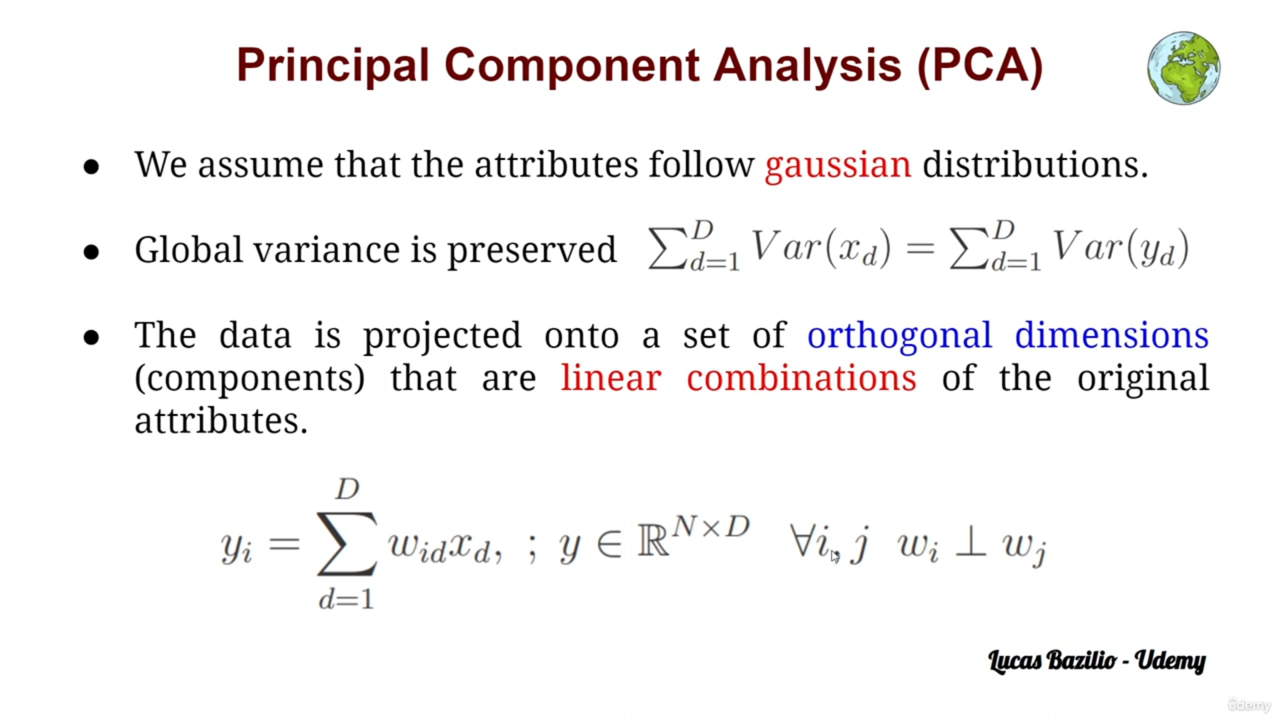 Principal Component Analysis (PCA)
● We assume that the attributes follow gaussian distributions.
● Global variance is preserved ∑_{d=1}^{D} Var(x_d) = ∑_{d=1}^{D} Var(y_d)
● The data is projected onto a set of orthogonal dimensions
(components) that are linear combinations of the original
attributes.
y_i = ∑_{d=1}^{D} w_{id}x_d, ; y ∈ ℝ^{N×D} ∀i, j w_i ⊥ w_j
Lucas Bazilio - Udemy
ûdemy